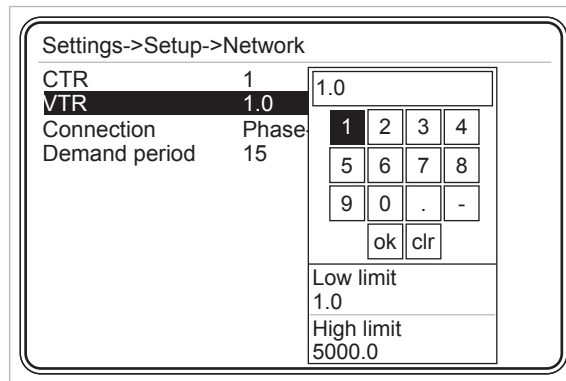 Settings->Setup->Network
CTR 1
VTR 1.0
Connection Phase-
Demand period 15
1.0
1 2 3 4
5 6 7 8
9 0 . -
ok clr
Low limit
1.0
High limit
5000.0